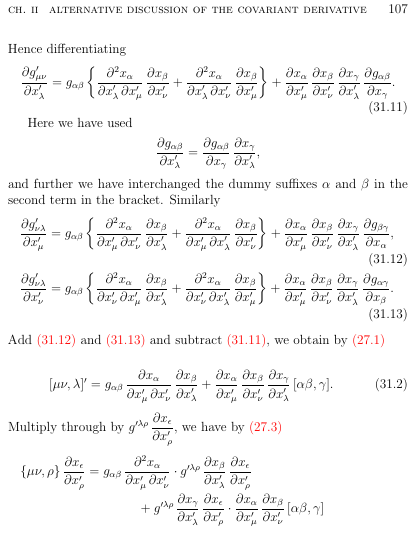 CH. II ALTERNATIVE DISCUSSION OF THE COVARIANT DERIVATIVE 107
Hence differentiating
∂g′_{μν}/∂x′_λ = g_{αβ} { ∂²x_α/∂x′_λ ∂x′_μ ∂x_β/∂x′_ν + ∂²x_α/∂x′_λ ∂x′_ν ∂x_β/∂x′_μ } + ∂x_α/∂x′_μ ∂x_β/∂x′_ν ∂x_γ/∂x′_λ ∂g_{αβ}/∂x_γ.
(31.11)
Here we have used
∂g_{αβ}/∂x′_λ = ∂g_{αβ}/∂x_γ ∂x_γ/∂x′_λ,
and further we have interchanged the dummy suffixes α and β in the
second term in the bracket. Similarly
∂g′_{νλ}/∂x′_μ = g_{αβ} { ∂²x_α/∂x′_μ ∂x′_ν ∂x_β/∂x′_λ + ∂²x_α/∂x′_μ ∂x′_λ ∂x_β/∂x′_ν } + ∂x_α/∂x′_μ ∂x_β/∂x′_ν ∂x_γ/∂x′_λ ∂g_{βγ}/∂x_α,
(31.12)
∂g′_{νλ}/∂x′_ν = g_{αβ} { ∂²x_α/∂x′_μ ∂x′_ν ∂x_β/∂x′_λ + ∂²x_α/∂x′_ν ∂x′_λ ∂x_β/∂x′_μ } + ∂x_α/∂x′_μ ∂x_β/∂x′_ν ∂x_γ/∂x′_λ ∂g_{αγ}/∂x_β.
(31.13)
Add (31.12) and (31.13) and subtract (31.11), we obtain by (27.1)
[μν, λ]′ = g_{αβ} ∂²x_α/∂x′_μ ∂x′_ν ∂x_β/∂x′_λ + ∂x_α/∂x′_μ ∂x_β/∂x′_ν ∂x_γ/∂x′_λ [αβ, γ]. (31.2)
Multiply through by g′^{λρ} ∂x_ϵ/∂x′_ρ, we have by (27.3)
{μν, ρ} ∂x_ϵ/∂x′_ρ = g_{αβ} ∂²x_α/∂x′_μ ∂x′_ν · g′^{λρ} ∂x_β/∂x′_λ ∂x_ϵ/∂x′_ρ
+ g′^{λρ} ∂x_γ/∂x′_λ ∂x_ϵ/∂x′_ρ · ∂x_α/∂x′_μ ∂x_β/∂x′_ν [αβ, γ]